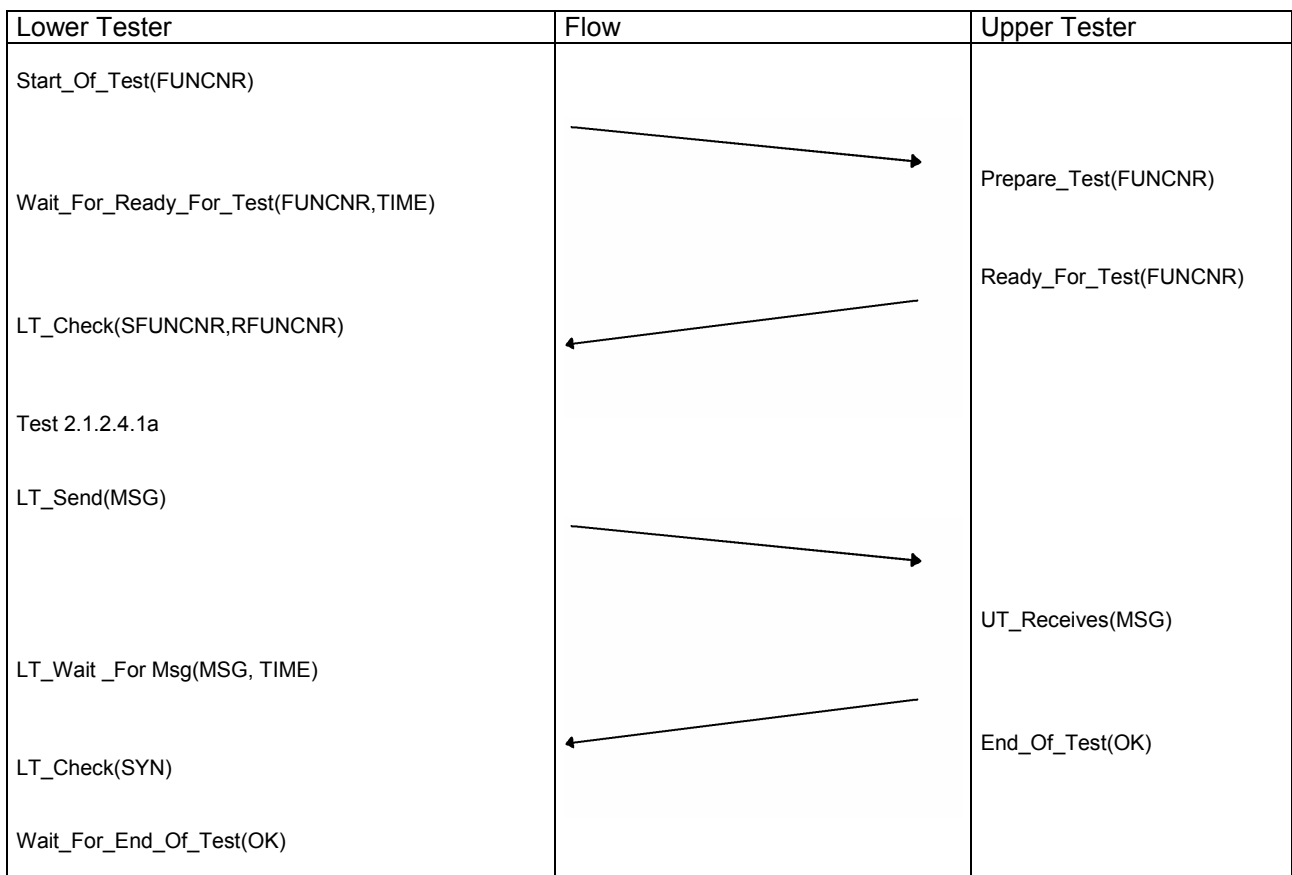 Lower Tester
Flow
Upper Tester
Start_Of_Test(FUNCNR)
Prepare_Test(FUNCNR)
Wait_For_Ready_For_Test(FUNCNR,TIME)
Ready_For_Test(FUNCNR)
LT_Check(SFUNCNR,RFUNCNR)
Test 2.1.2.4.1a
LT_Send(MSG)
UT_Receives(MSG)
LT_Wait _For Msg(MSG, TIME)
End_Of_Test(OK)
LT_Check(SYN)
Wait_For_End_Of_Test(OK)